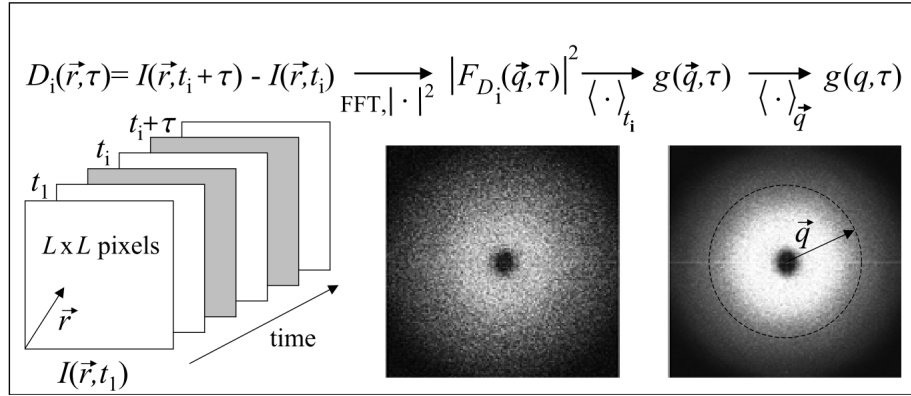 D_i(r⃗,τ)= I(r⃗,t_i+τ) - I(r⃗,t_i) ⟶ |F_{D_i}(q⃗,τ)|² ⟶ g(q⃗,τ) ⟶ g(q,τ)
FFT,|·|² ⟨·⟩_{t_i} ⟨·⟩_{q⃗}
t_i+τ
t_i
t_1
L x L pixels
q⃗
r⃗
time
I(r⃗,t_1)